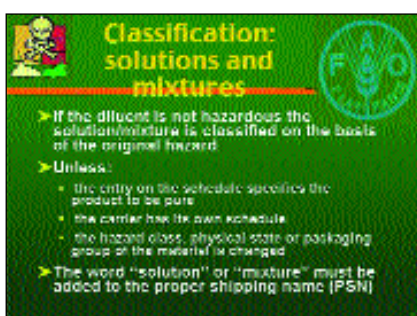 Classification:
solutions and
mixtures
If the diluent is not hazardous the
solution/mixture is classified on the basis
of the original hazard
Unless:
the entry on the schedule specifies the
product to be pure
the carrier has its own schedule
the hazard class, physical state or packaging
group of the material is changed
The word “solution” or “mixture” must be
added to the proper shipping name (PSN)
F A O